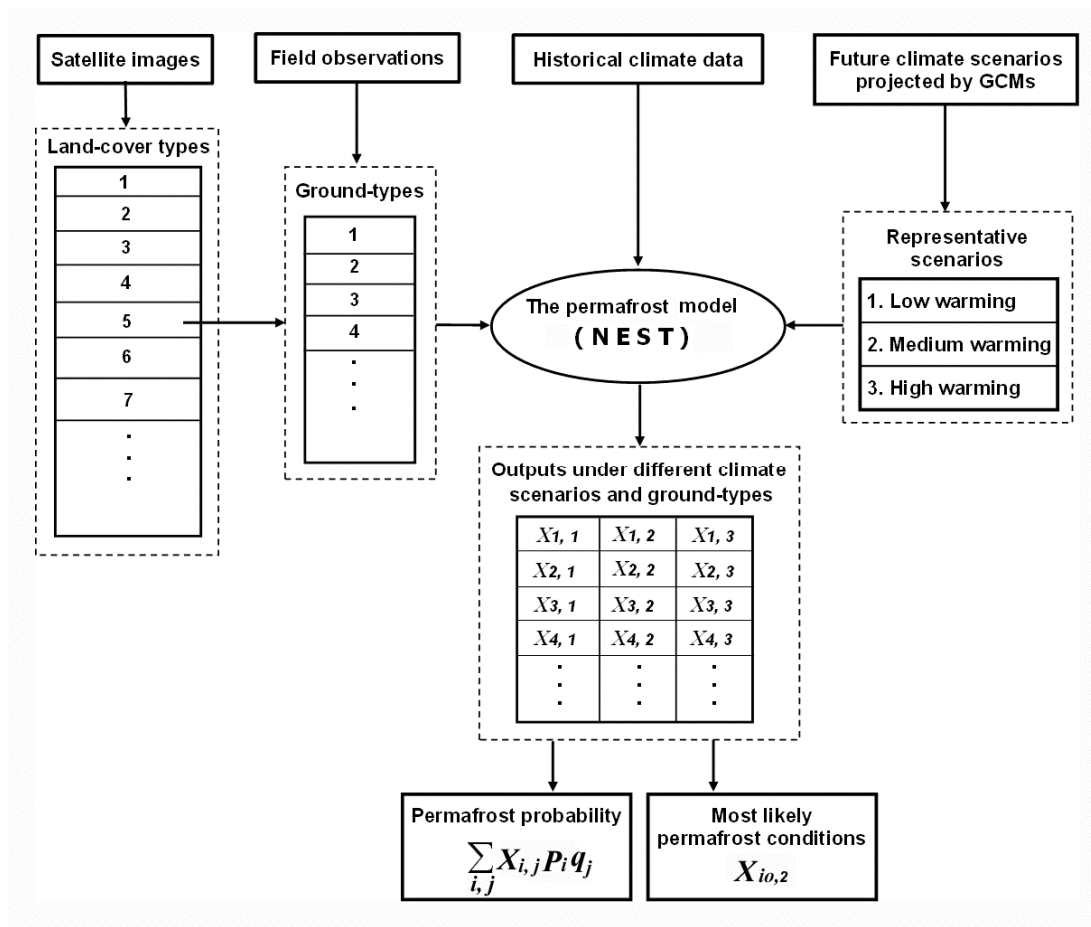 Satellite images
Field observations
Historical climate data
Future climate scenarios
projected by GCMs
Land-cover types
1
2
3
4
5
6
7
.
.
.
Ground-types
1
2
3
4
.
.
.
The permafrost model
( N E S T )
Representative
scenarios
1. Low warming
2. Medium warming
3. High warming
Outputs under different climate
scenarios and ground-types
X1, 1 X1, 2 X1, 3
X2, 1 X2, 2 X2, 3
X3, 1 X3, 2 X3, 3
X4, 1 X4, 2 X4, 3
. . .
. . .
. . .
Permafrost probability
∑ i, j X i, j P i q j
Most likely
permafrost conditions
X io,2